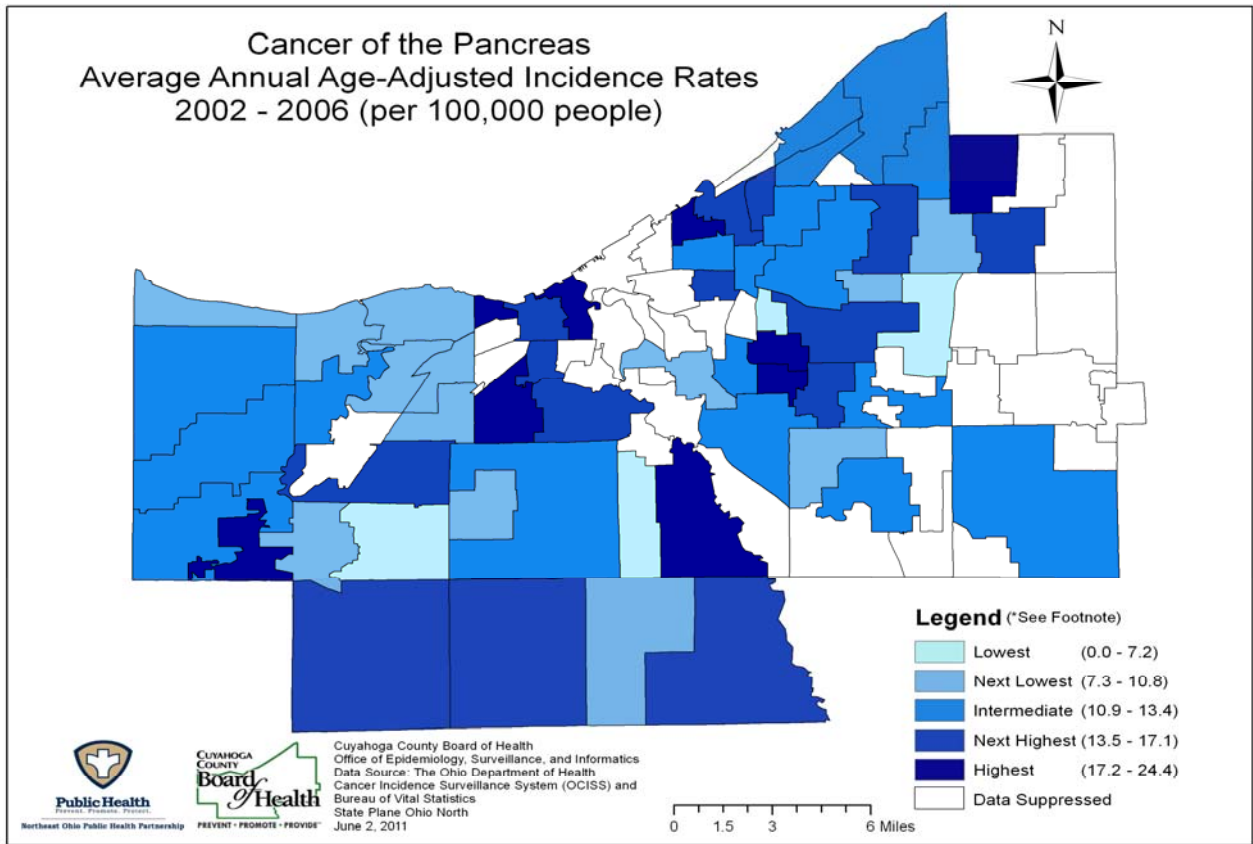 Cancer of the Pancreas
Average Annual Age-Adjusted Incidence Rates
2002 - 2006 (per 100,000 people)
N
Legend (*See Footnote)
Lowest (0.0 - 7.2)
Next Lowest (7.3 - 10.8)
Intermediate (10.9 - 13.4)
Next Highest (13.5 - 17.1)
Highest (17.2 - 24.4)
Data Suppressed
Public Health
Prevent. Promote. Protect.
Northeast Ohio Public Health Partnership
CUYAHOGA
COUNTY
Board
of Health
PREVENT • PROMOTE • PROVIDE
Cuyahoga County Board of Health
Office of Epidemiology, Surveillance, and Informatics
Data Source: The Ohio Department of Health
Cancer Incidence Surveillance System (OCISS) and
Bureau of Vital Statistics
State Plane Ohio North
June 2, 2011
0 1.5 3 6 Miles